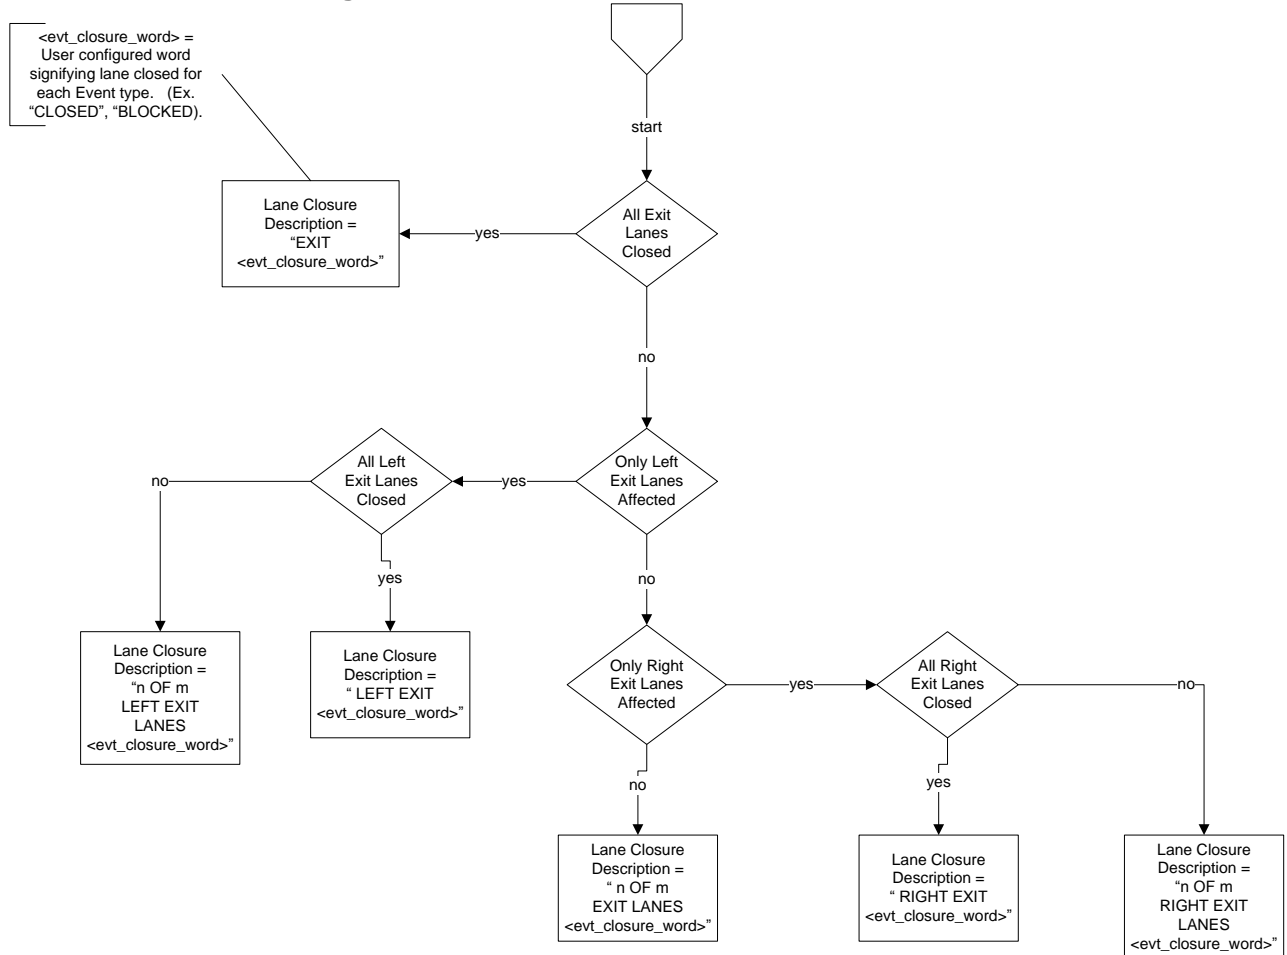 <evt_closure_word> =
User configured word
signifying lane closed for
each Event type.   (Ex.
“CLOSED”, “BLOCKED).
start
All Exit
Lanes
Closed
yes
Lane Closure
Description =
“EXIT
<evt_closure_word>”
no
Only Left
Exit Lanes
Affected
yes
All Left
Exit Lanes
Closed
no
yes
no
Lane Closure
Description =
“n OF m
LEFT EXIT
LANES
<evt_closure_word>”
Lane Closure
Description =
“ LEFT EXIT
<evt_closure_word>”
Only Right
Exit Lanes
Affected
yes
All Right
Exit Lanes
Closed
no
no
yes
Lane Closure
Description =
“ n OF m
EXIT LANES
<evt_closure_word>”
Lane Closure
Description =
“ RIGHT EXIT
<evt_closure_word>”
Lane Closure
Description =
“n OF m
RIGHT EXIT
LANES
<evt_closure_word>”